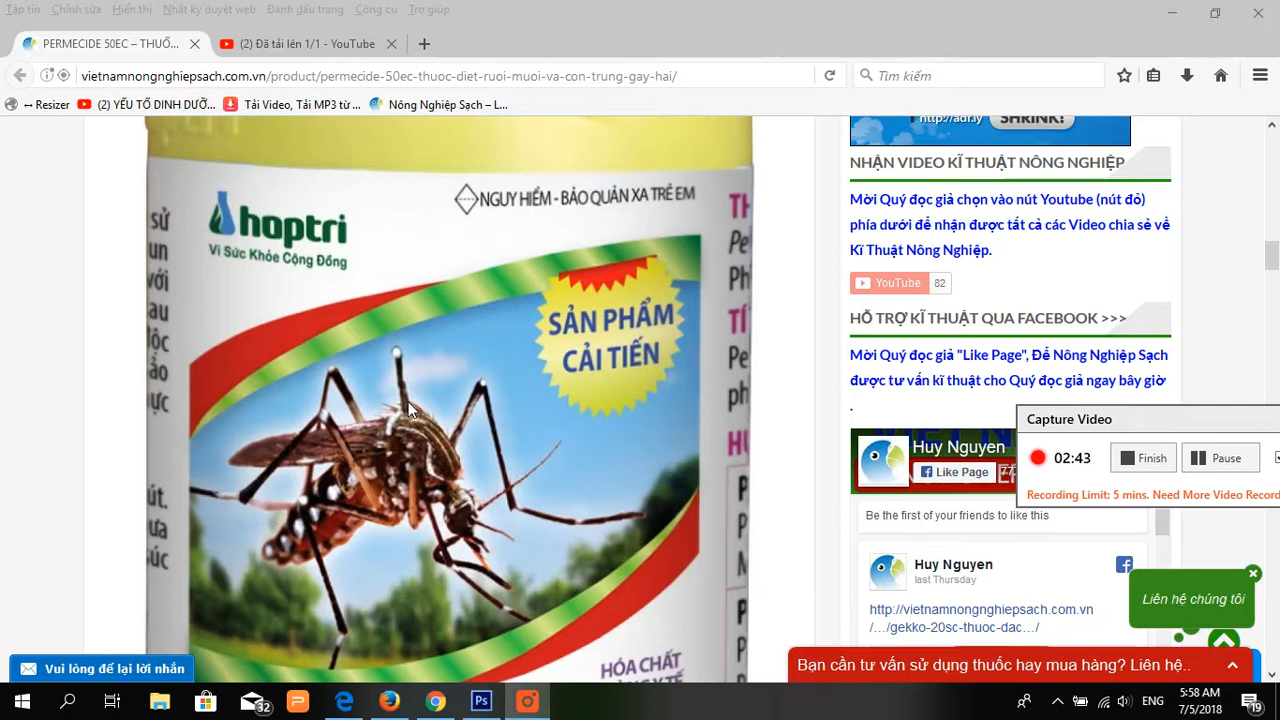 Tập tin Chỉnh sửa Hiển thị Nhật ký duyệt web Đánh dấu trang Công cụ Trợ giúp
PERMECIDE 50EC – THUỐ...
(2) Đã tải lên 1/1 - YouTube
vietnamnongnghiepsach.com.vn/product/permecide-50ec-thuoc-diet-ruoi-muoi-va-con-trung-gay-hai/
Tìm kiếm
↔ Resizer
(2) YẾU TỐ DINH DƯỠ...
Tải Video, Tải MP3 từ ...
Nông Nghiệp Sạch – L...
http://adf.ly
SHRINK!
NGUY HIỂM - BẢO QUẢN XA TRẺ EM
hoptri
Vì Sức Khỏe Cộng Đồng
SẢN PHẨM
CẢI TIẾN
HÓA CHẤT
NHẬN VIDEO KĨ THUẬT NÔNG NGHIỆP
Mời Quý đọc giả chọn vào nút Youtube (nút đỏ)
phía dưới để nhận được tất cả các Video chia sẻ về
Kĩ Thuật Nông Nghiệp.
YouTube 82
HỖ TRỢ KĨ THUẬT QUA FACEBOOK >>>
Mời Quý đọc giả "Like Page", Để Nông Nghiệp Sạch
được tư vấn kĩ thuật cho Quý đọc giả ngay bây giờ
.
Huy Nguyen
Like Page
Be the first of your friends to like this
Huy Nguyen
last Thursday
http://vietnamnongnghiepsach.com.vn
/.../gekko-20sc-thuoc-dac.../
Capture Video
02:43
Finish
Pause
Recording Limit: 5 mins. Need More Video Record
Liên hệ chúng tôi
Vui lòng để lại lời nhắn
Bạn cần tư vấn sử dụng thuốc hay mua hàng? Liên hệ..
32
P
Ps
ENG
5:58 AM
7/5/2018
19